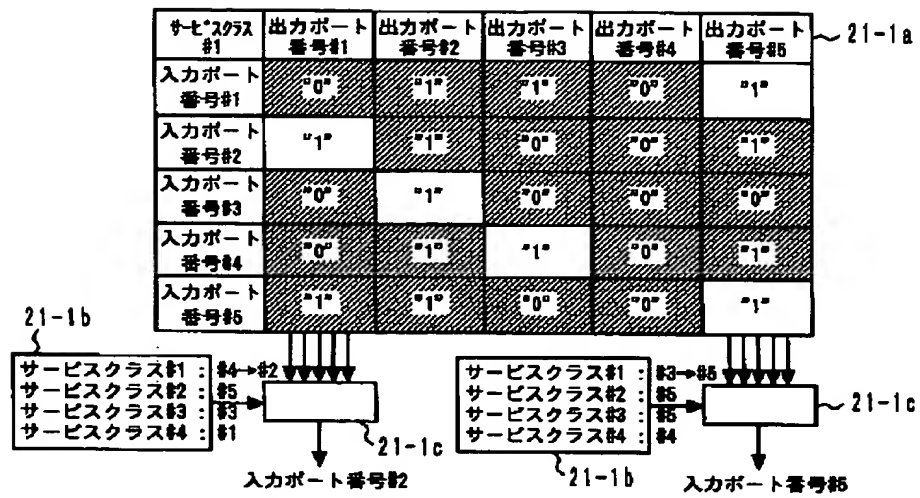 サービスクラス#1 出力ポート番号#1 出力ポート番号#2 出力ポート番号#3 出力ポート番号#4 出力ポート番号#5 21-1a
入力ポート番号#1 "0" "1" "1" "0" "1"
入力ポート番号#2 "1" "1" "0" "0" "1"
入力ポート番号#3 "0" "1" "0" "0" "0"
入力ポート番号#4 "0" "1" "1" "0" "1"
入力ポート番号#5 "1" "1" "0" "0" "1"
21-1b
サービスクラス#1 : #4→#2
サービスクラス#2 : #5
サービスクラス#3 : #3
サービスクラス#4 : #1
21-1c
入力ポート番号#2
サービスクラス#1 : #3→#5
サービスクラス#2 : #5
サービスクラス#3 : #5
サービスクラス#4 : #4
21-1c
21-1b
入力ポート番号#5